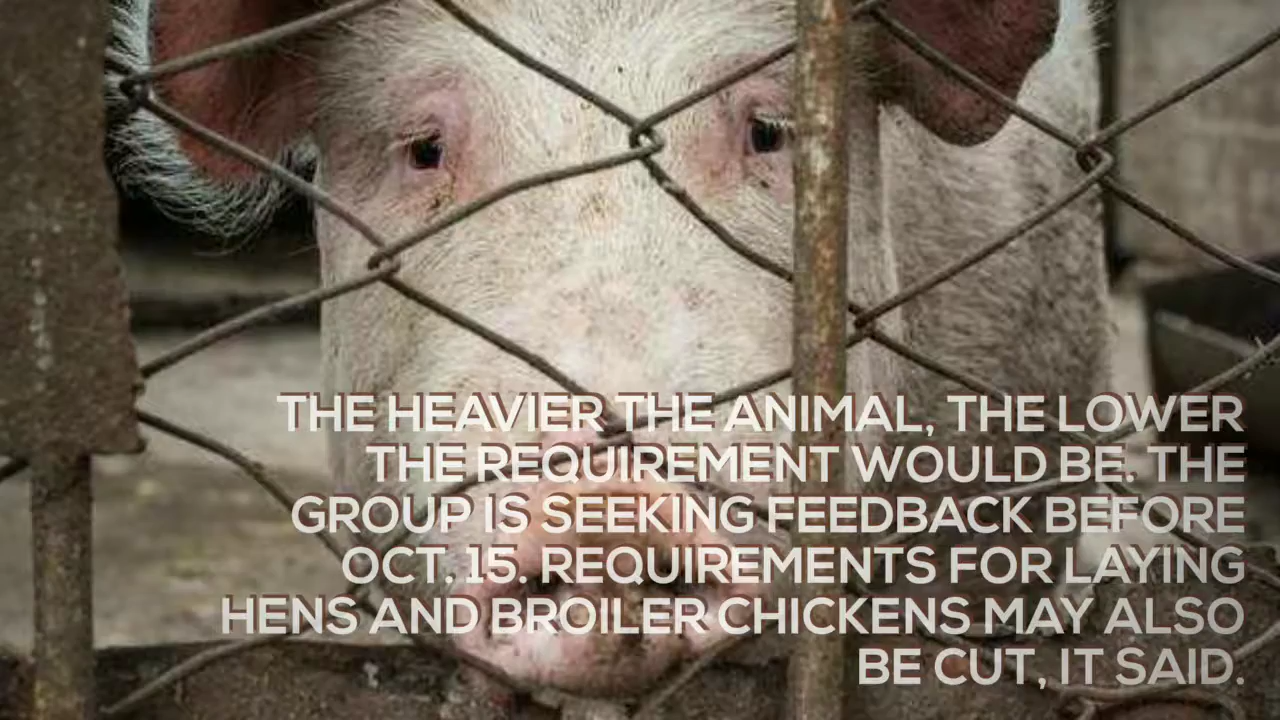 THE HEAVIER THE ANIMAL, THE LOWER
THE REQUIREMENT WOULD BE. THE
GROUP IS SEEKING FEEDBACK BEFORE
OCT. 15. REQUIREMENTS FOR LAYING
HENS AND BROILER CHICKENS MAY ALSO
BE CUT, IT SAID.